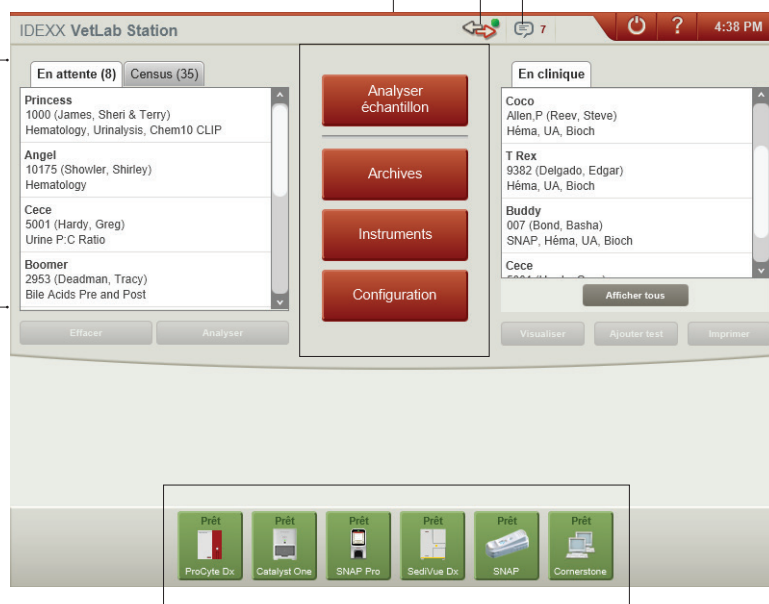 IDEXX VetLab Station
7
?
4:38 PM
En attente (8)
Census (35)
Princess
1000 (James, Sheri & Terry)
Hematology, Urinalysis, Chem10 CLIP
Angel
10175 (Showler, Shirley)
Hematology
Cece
5001 (Hardy, Greg)
Urine P:C Ratio
Boomer
2953 (Deadman, Tracy)
Bile Acids Pre and Post
Effacer
Analyser
Analyser
échantillon
Archives
Instruments
Configuration
En clinique
Coco
Allen,P (Reev, Steve)
Héma, UA, Bioch
T Rex
9382 (Delgado, Edgar)
Héma, UA, Bioch
Buddy
007 (Bond, Basha)
SNAP, Héma, UA, Bioch
Cece
Afficher tous
Visualiser
Ajouter test
Imprimer
Prêt
ProCyte Dx
Prêt
Catalyst One
Prêt
SNAP Pro
Prêt
SediVue Dx
Prêt
SNAP
Prêt
Cornerstone